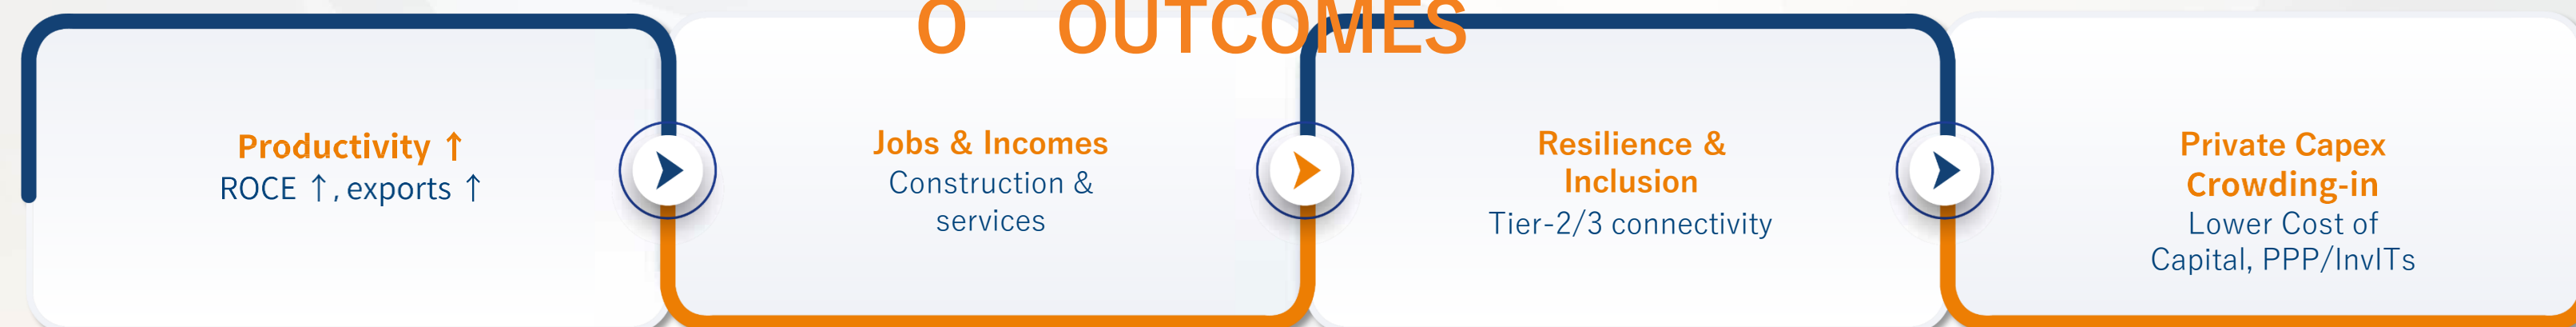 O OUTCOMES
Productivity ↑
ROCE ↑, exports ↑
Jobs & Incomes
Construction &
services
Resilience &
Inclusion
Tier-2/3 connectivity
Private Capex
Crowding-in
Lower Cost of
Capital, PPP/InvITs